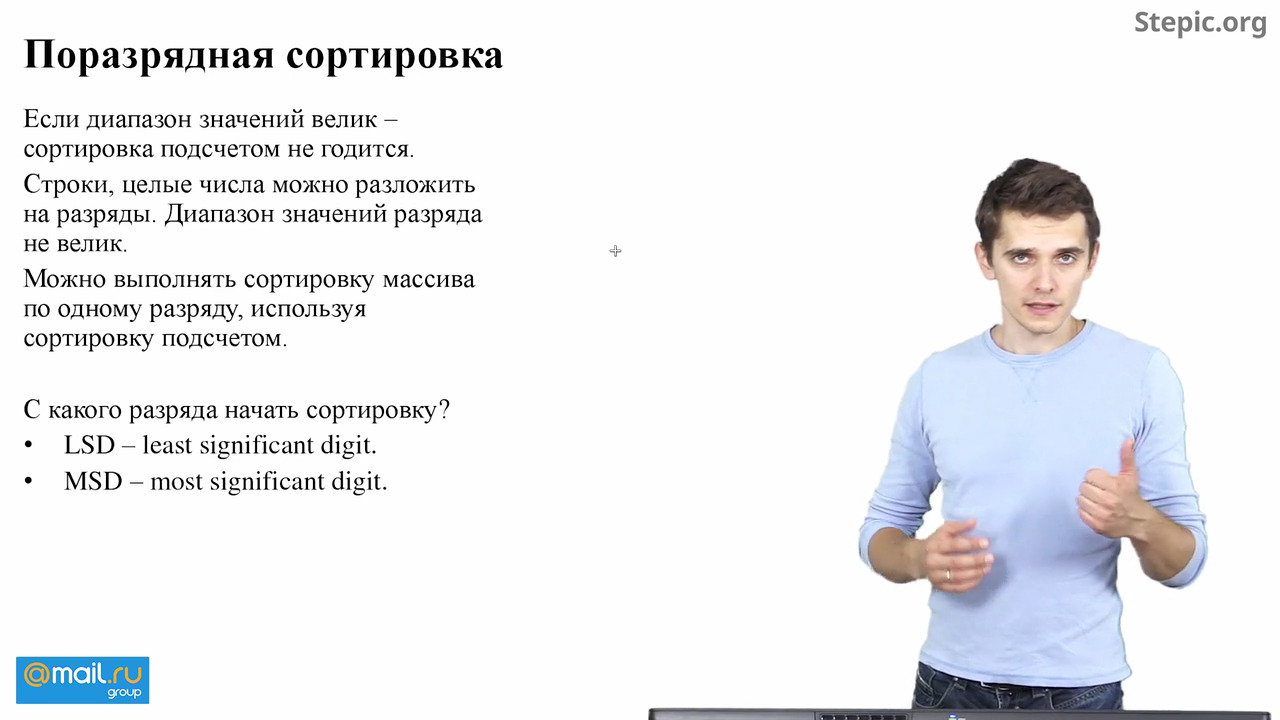 Stepic.org
Поразрядная сортировка
Если диапазон значений велик –
сортировка подсчетом не годится.
Строки, целые числа можно разложить
на разряды. Диапазон значений разряда
не велик.
Можно выполнять сортировку массива
по одному разряду, используя
сортировку подсчетом.
С какого разряда начать сортировку?
• LSD – least significant digit.
• MSD – most significant digit.
@mail.ru
group